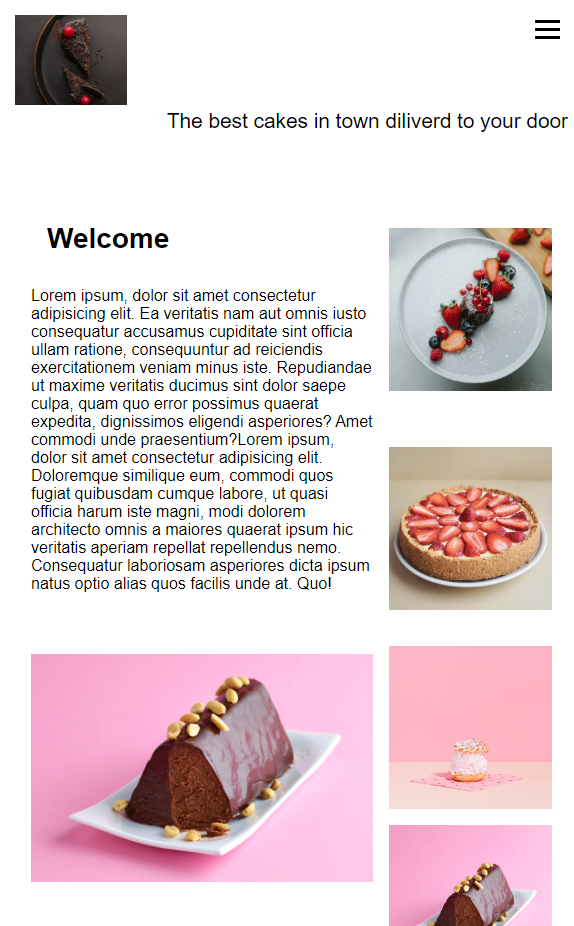 The best cakes in town diliverd to your door
Welcome
Lorem ipsum, dolor sit amet consectetur
adipisicing elit. Ea veritatis nam aut omnis iusto
consequatur accusamus cupiditate sint officia
ullam ratione, consequuntur ad reiciendis
exercitationem veniam minus iste. Repudiandae
ut maxime veritatis ducimus sint dolor saepe
culpa, quam quo error possimus quaerat
expedita, dignissimos eligendi asperiores? Amet
commodi unde praesentium?Lorem ipsum,
dolor sit amet consectetur adipisicing elit.
Doloremque similique eum, commodi quos
fugiat quibusdam cumque labore, ut quasi
officia harum iste magni, modi dolorem
architecto omnis a maiores quaerat ipsum hic
veritatis aperiam repellat repellendus nemo.
Consequatur laboriosam asperiores dicta ipsum
natus optio alias quos facilis unde at. Quo!